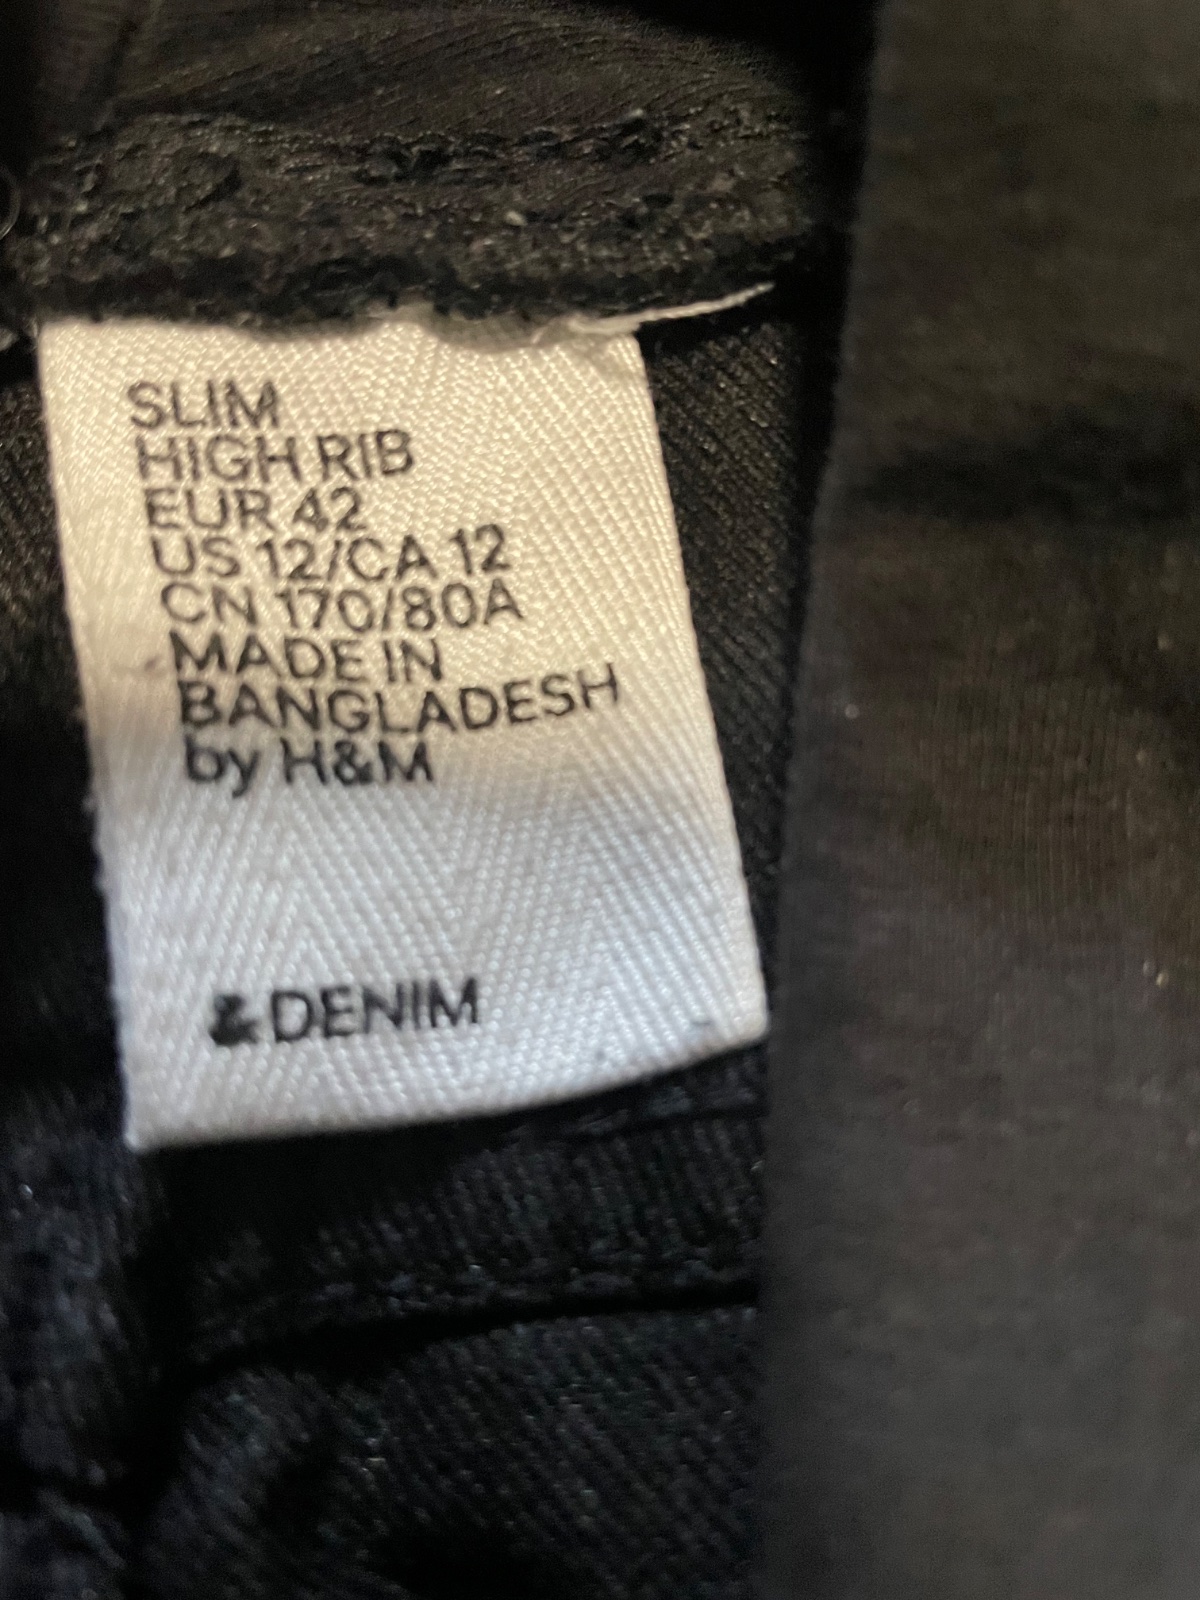 SLIM
HIGH RIB
EUR 42
US 12/CA 12
CN 170/80A
MADE IN
BANGLADESH
by H&M
&DENIM